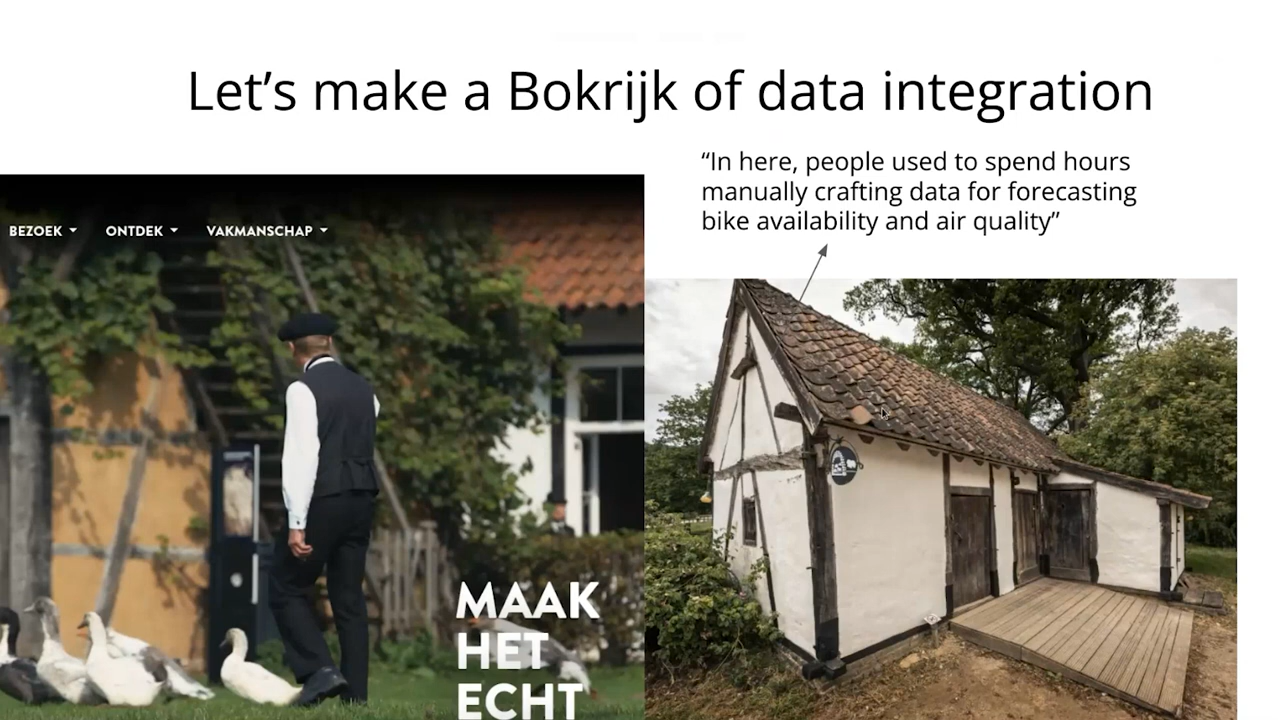 Let’s make a Bokrijk of data integration
“In here, people used to spend hours
manually crafting data for forecasting
bike availability and air quality”
BEZOEK ONTDEK VAKMANSCHAP
MAAK
HET
ECHT